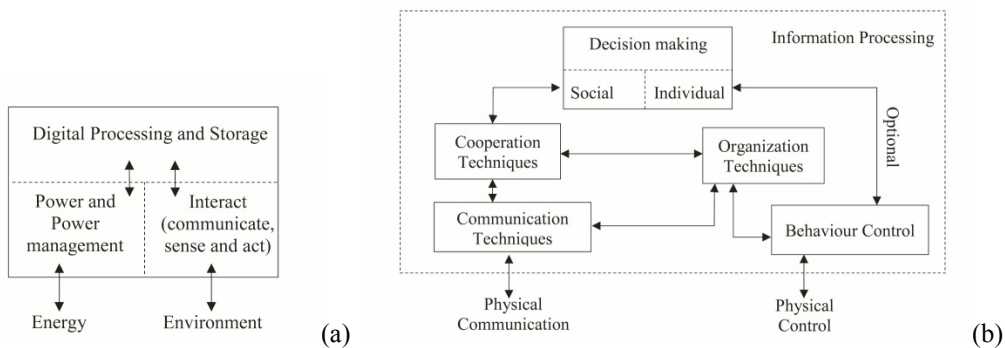 Digital Processing and Storage
Power and
Power
management
Interact
(communicate,
sense and act)
Energy
Environment
(a)
Information Processing
Decision making
Social
Individual
Optional
Cooperation
Techniques
Organization
Techniques
Communication
Techniques
Behaviour Control
Physical
Communication
Physical
Control
(b)